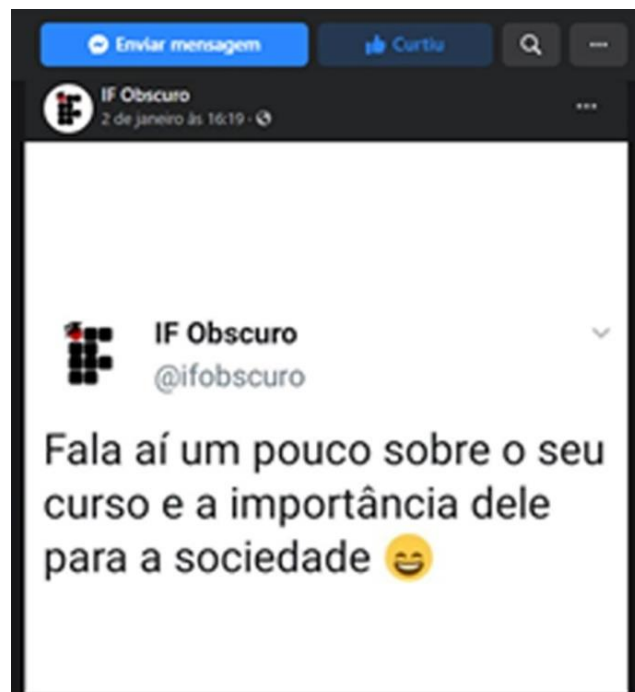 Enviar mensagem Curtiu
IF Obscuro
2 de janeiro às 16:19 ·
IF Obscuro
@ifobscuro
Fala aí um pouco sobre o seu
curso e a importância dele
para a sociedade 😄